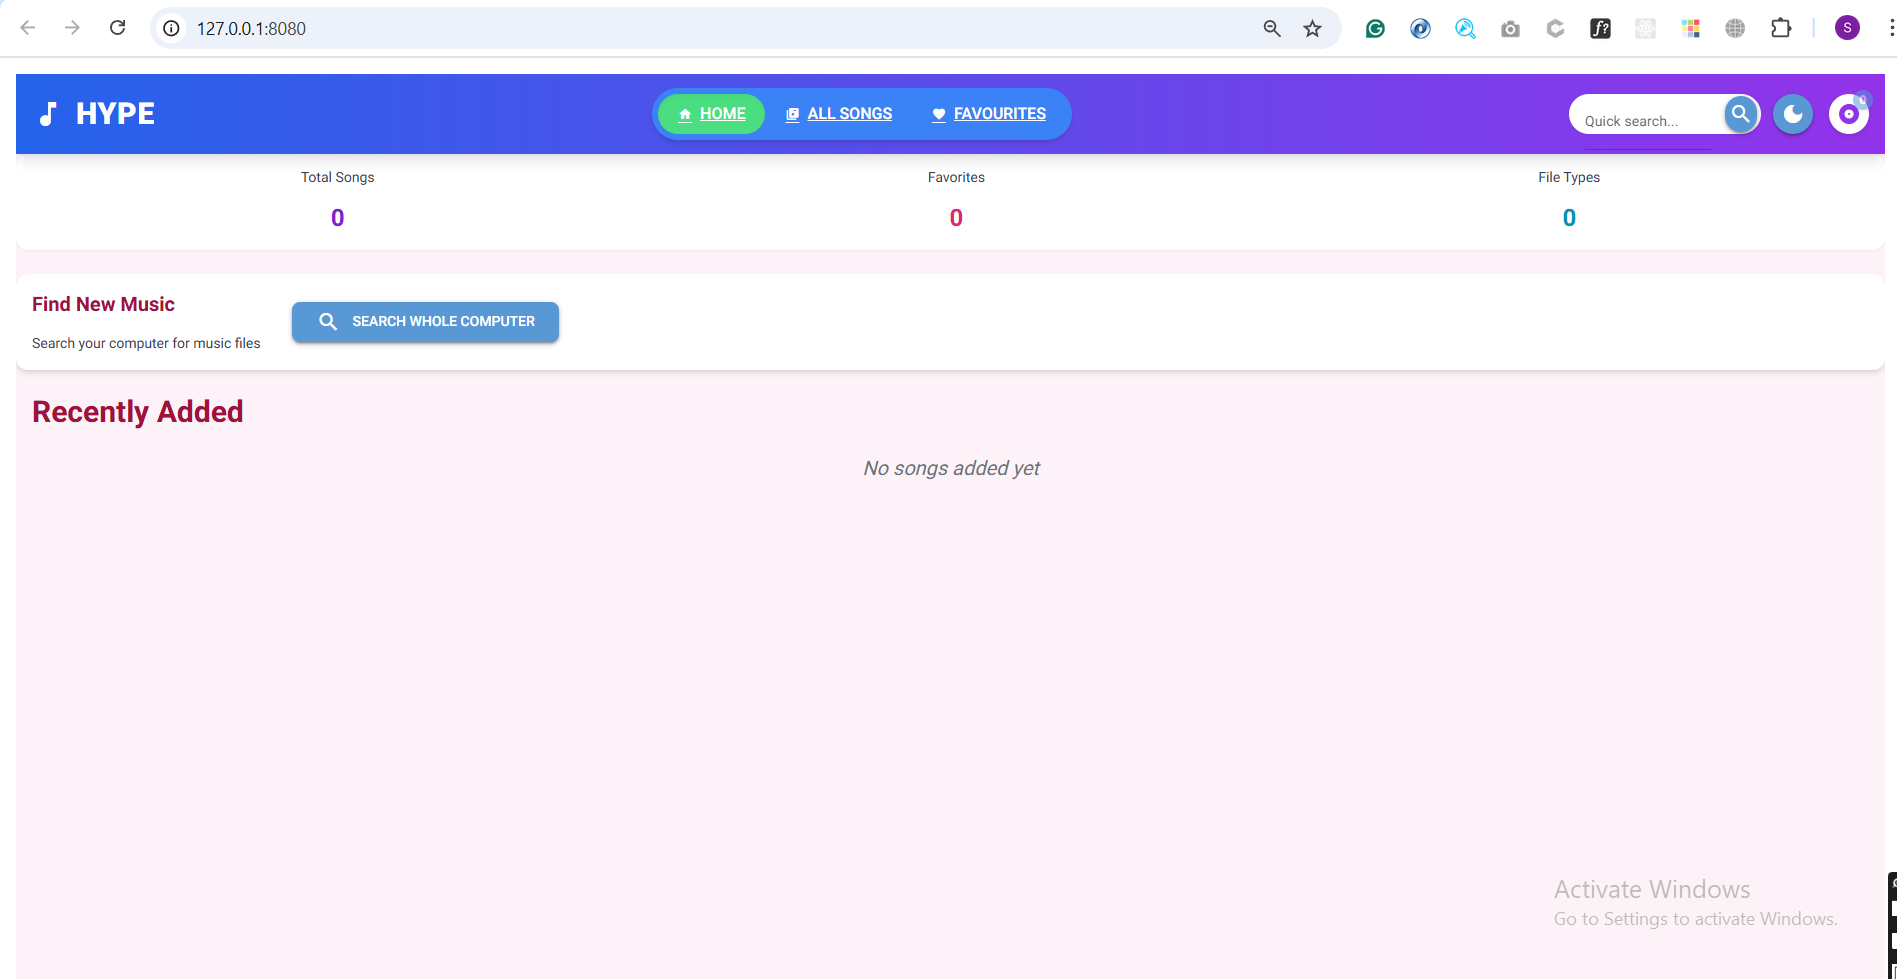 127.0.0.1:8080
S
HYPE
HOME
ALL SONGS
FAVOURITES
Quick search...
0
Total Songs
Favorites
File Types
0
0
0
Find New Music
SEARCH WHOLE COMPUTER
Search your computer for music files
Recently Added
No songs added yet
Activate Windows
Go to Settings to activate Windows.